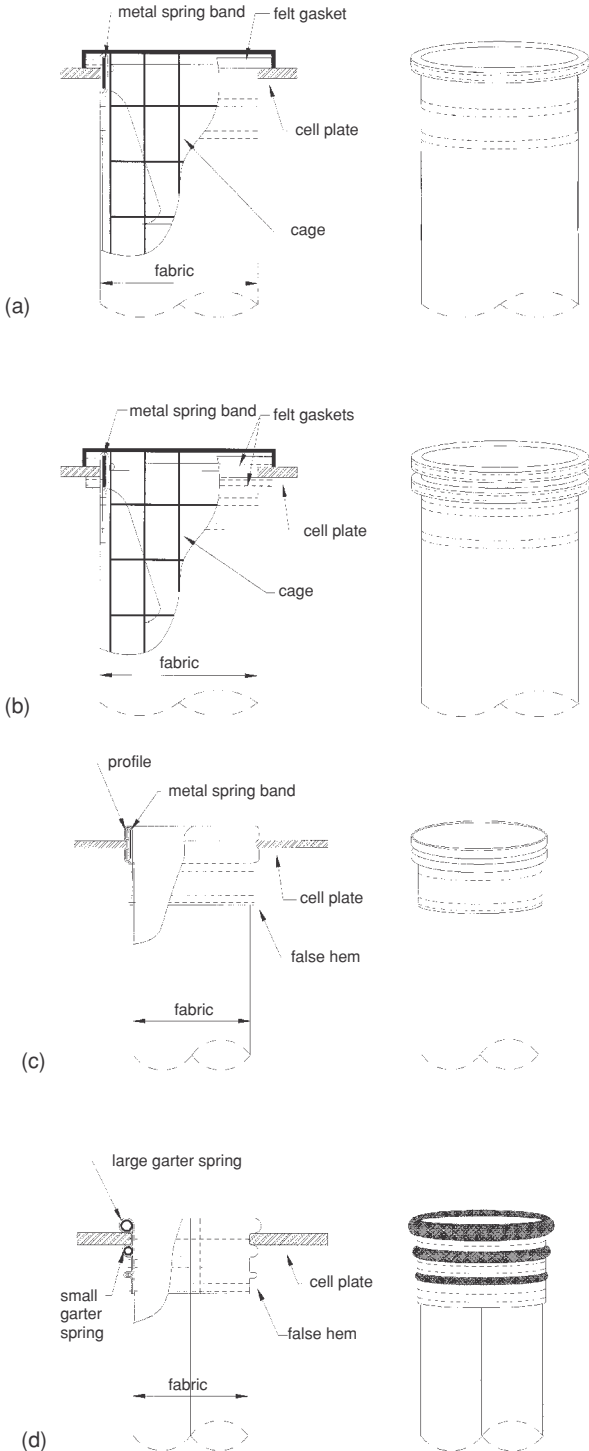 metal spring band
felt gasket
cell plate
cage
fabric
(a)
metal spring band
felt gaskets
cell plate
cage
fabric
(b)
profile
metal spring band
cell plate
false hem
fabric
(c)
large garter spring
cell plate
small
garter
spring
false hem
fabric
(d)